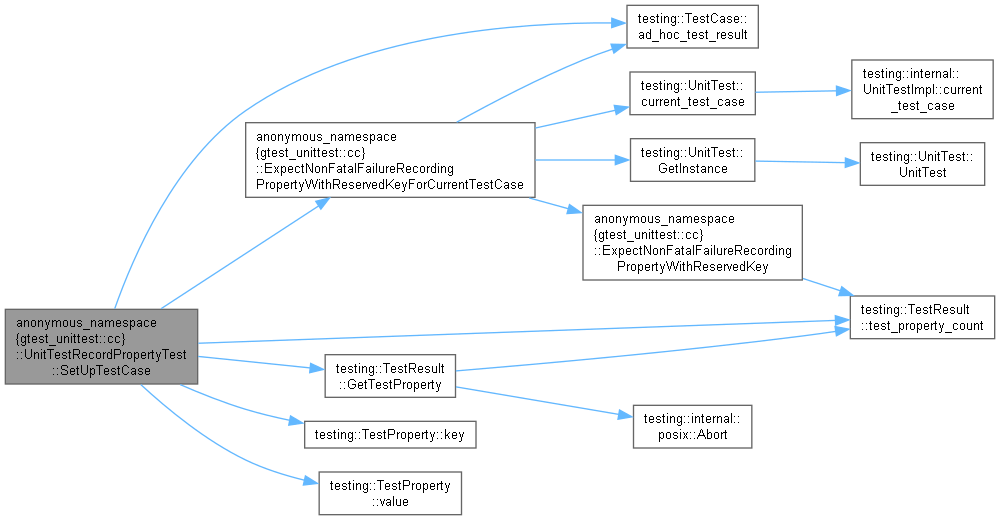 testing::TestCase::
ad_hoc_test_result
testing::UnitTest::
current_test_case
testing::internal::
UnitTestImpl::current
_test_case
anonymous_namespace
{gtest_unittest::cc}
::ExpectNonFatalFailureRecording
PropertyWithReservedKeyForCurrentTestCase
testing::UnitTest::
GetInstance
testing::UnitTest::
UnitTest
anonymous_namespace
{gtest_unittest::cc}
::ExpectNonFatalFailureRecording
PropertyWithReservedKey
anonymous_namespace
{gtest_unittest::cc}
::UnitTestRecordPropertyTest
::SetUpTestCase
testing::TestResult
::test_property_count
testing::TestResult
::GetTestProperty
testing::internal::
posix::Abort
testing::TestProperty::key
testing::TestProperty
::value